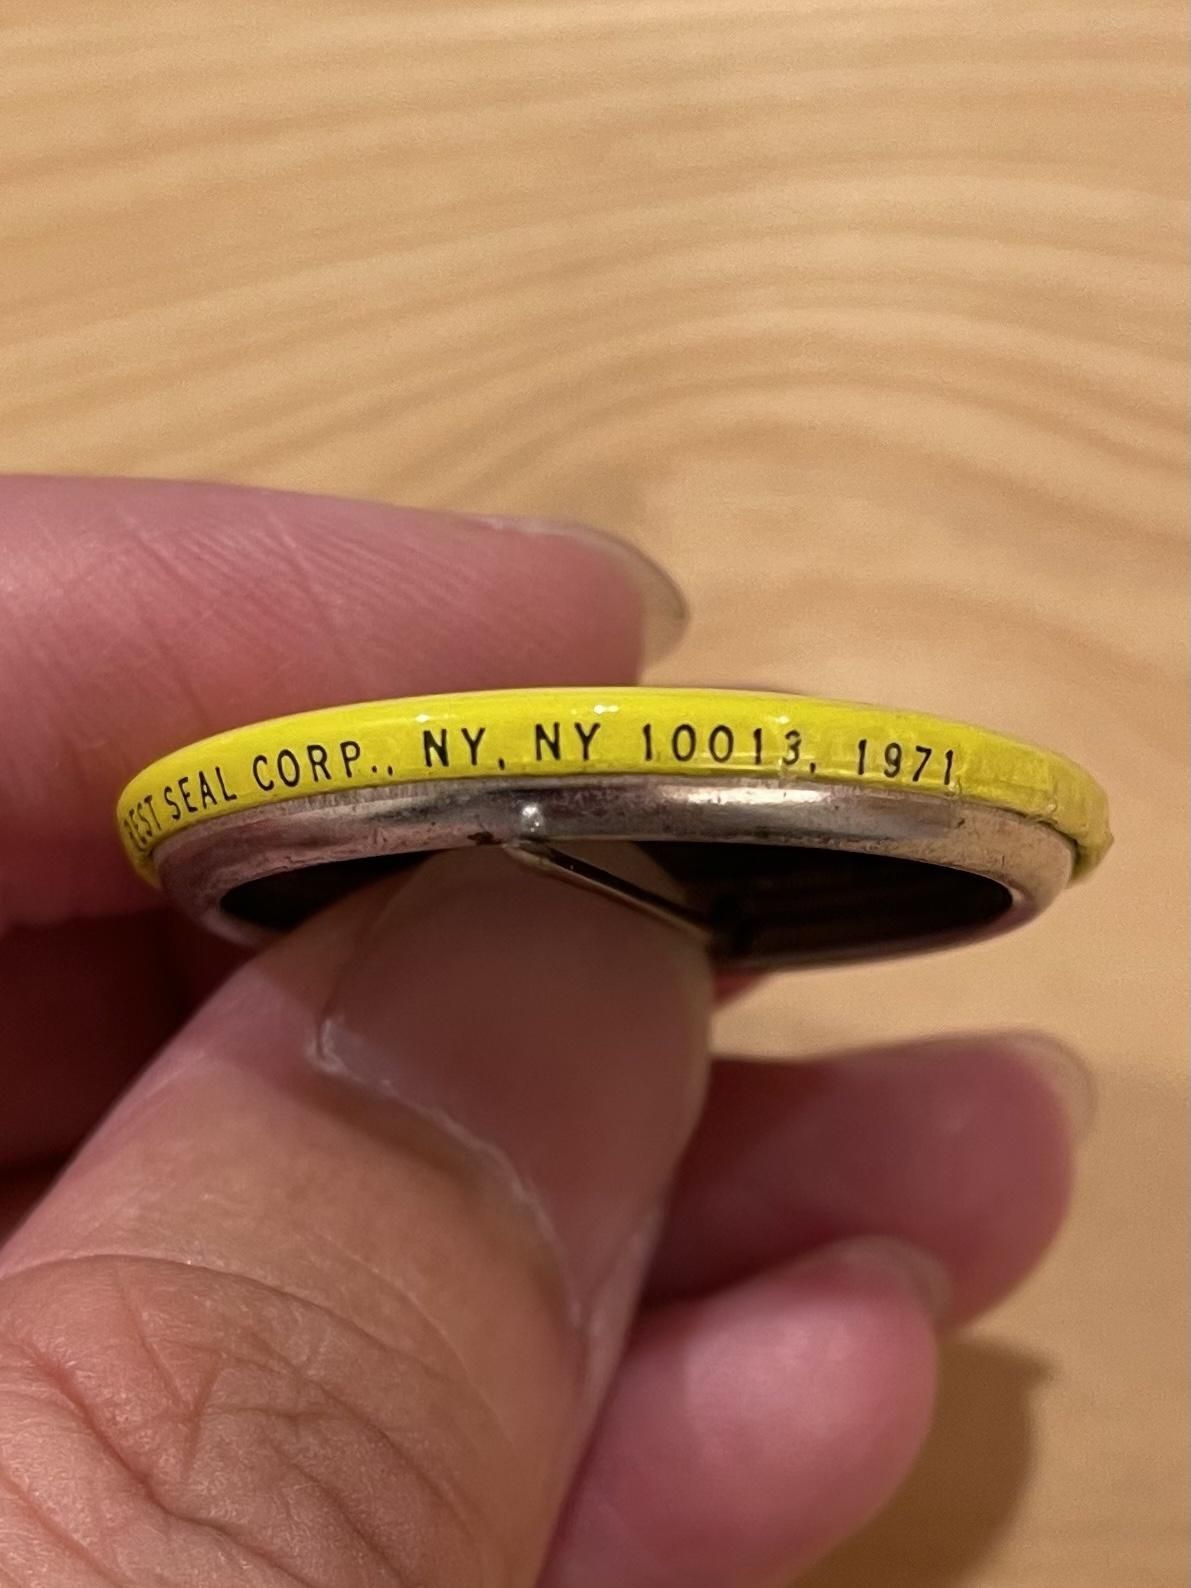 SEAL CORP., NY, NY 10013, 1971